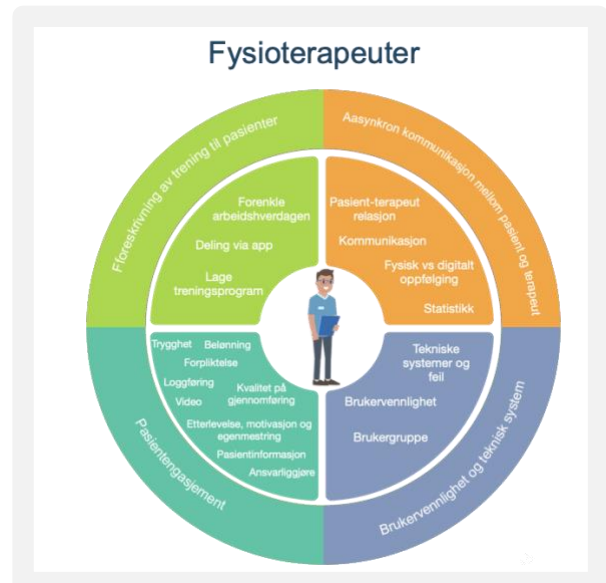 Fysioterapeuter
Fforeskrivning av trening til pasienter
Aasynkron kommunikasjon mellom pasient og terapeut
Forenkle
arbeidshverdagen
Deling via app
Lage
treningsprogram
Pasient-terapeut
relasjon
Kommunikasjon
Fysisk vs digitalt
oppfølging
Statistikk
Trygghet
Belønning
Forpliktelse
Loggføring
Kvalitet på
gjennomføring
Video
Etterlevelse, motivasjon og
egenmestring
Pasientinformasjon
Ansvarliggjøre
Tekniske
systemer og
feil
Brukervennlighet
Brukergruppe
Pasientengasjement
Brukervennlighet og teknisk system